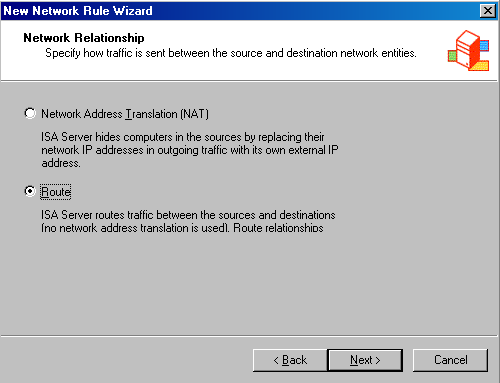 New Network Rule Wizard
Network Relationship
Specify how traffic is sent between the source and destination network entities.
Network Address Translation (NAT)
ISA Server hides computers in the sources by replacing their
network IP addresses in outgoing traffic with its own external IP
address.
Route
ISA Server routes traffic between the sources and destinations
(no network address translation is used). Route relationships
< Back
Next >
Cancel